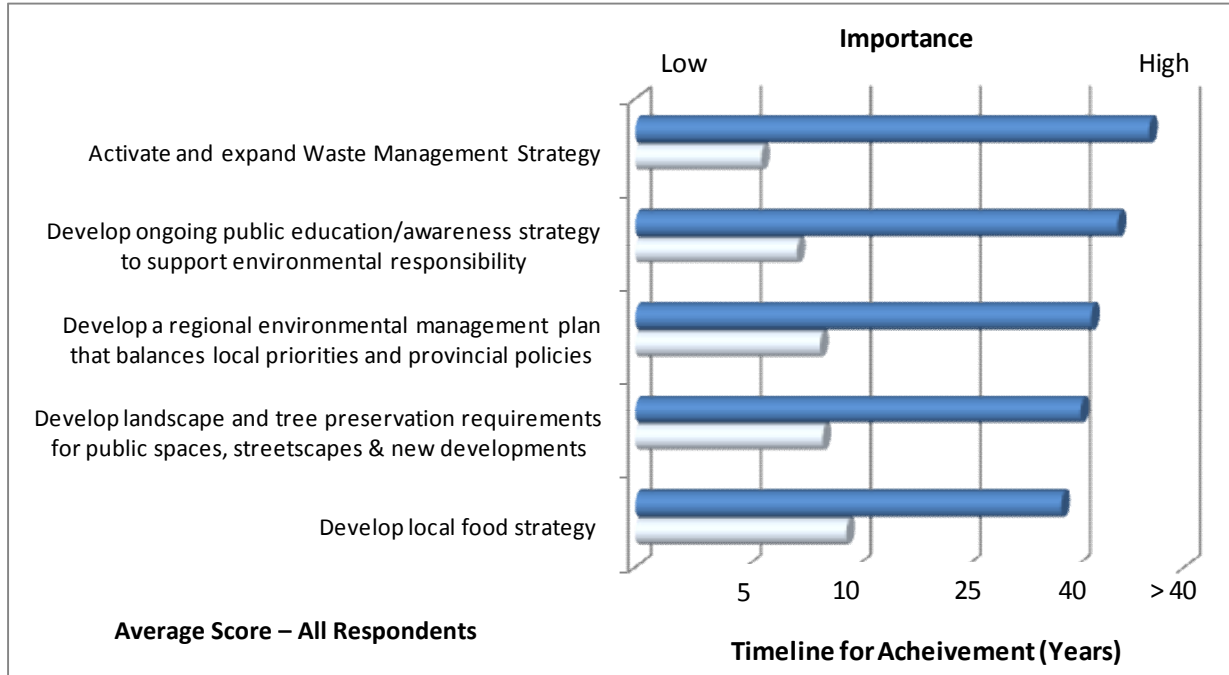 Importance
Low High
Activate and expand Waste Management Strategy
Develop ongoing public education/awareness strategy
to support environmental responsibility
Develop a regional environmental management plan
that balances local priorities and provincial policies
Develop landscape and tree preservation requirements
for public spaces, streetscapes & new developments
Develop local food strategy
5 10 25 40 > 40
Average Score – All Respondents
Timeline for Acheivement (Years)